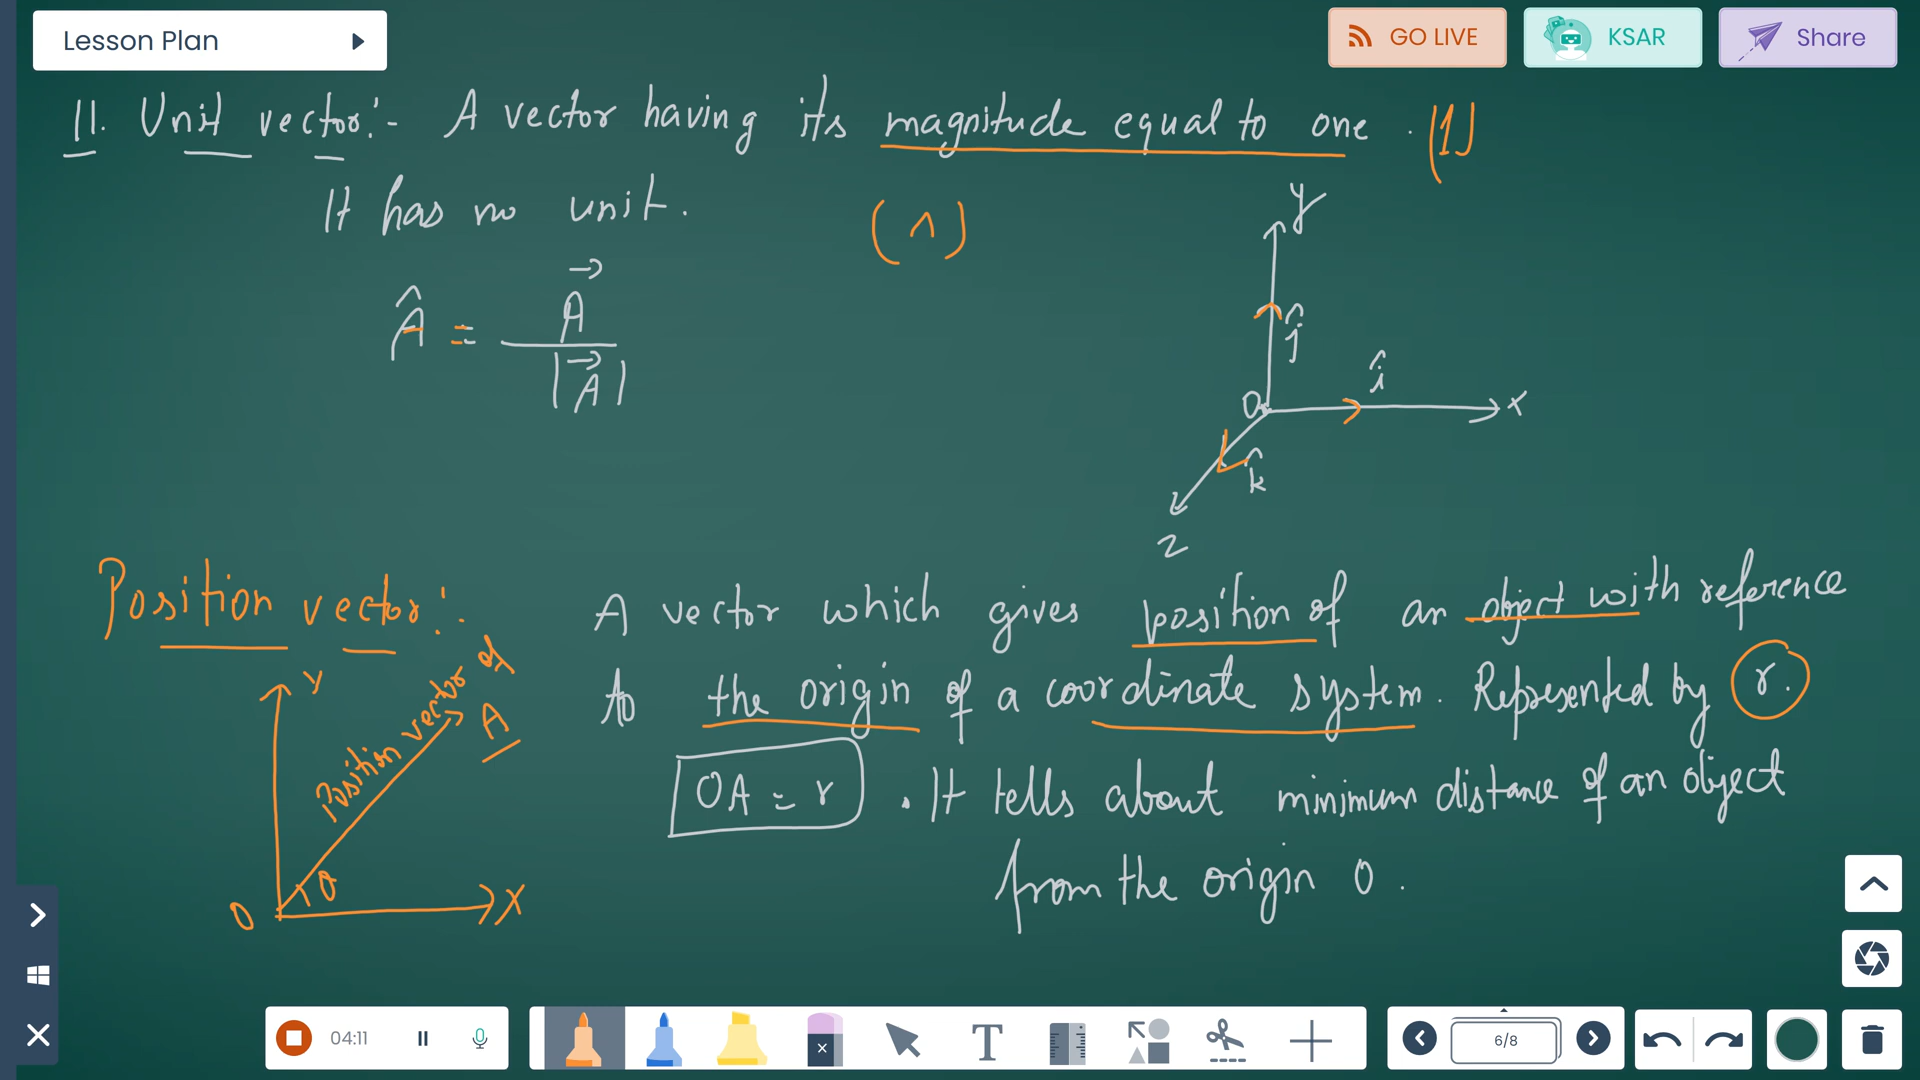 Lesson Plan
GO LIVE
KSAR
Share
11. Unit vector:- A vector having its magnitude equal to one. (1)
It has no unit. (^)
Â = A⃗ / |A⃗|
y
ĵ
î
O
x
k̂
z
Position vector:- A vector which gives position of an object with reference
to the origin of a coordinate system. Represented by r.
OA = r . It tells about minimum distance of an object
from the origin O.
y
Position vector of
A
θ
O
X
04:11
T
6/8